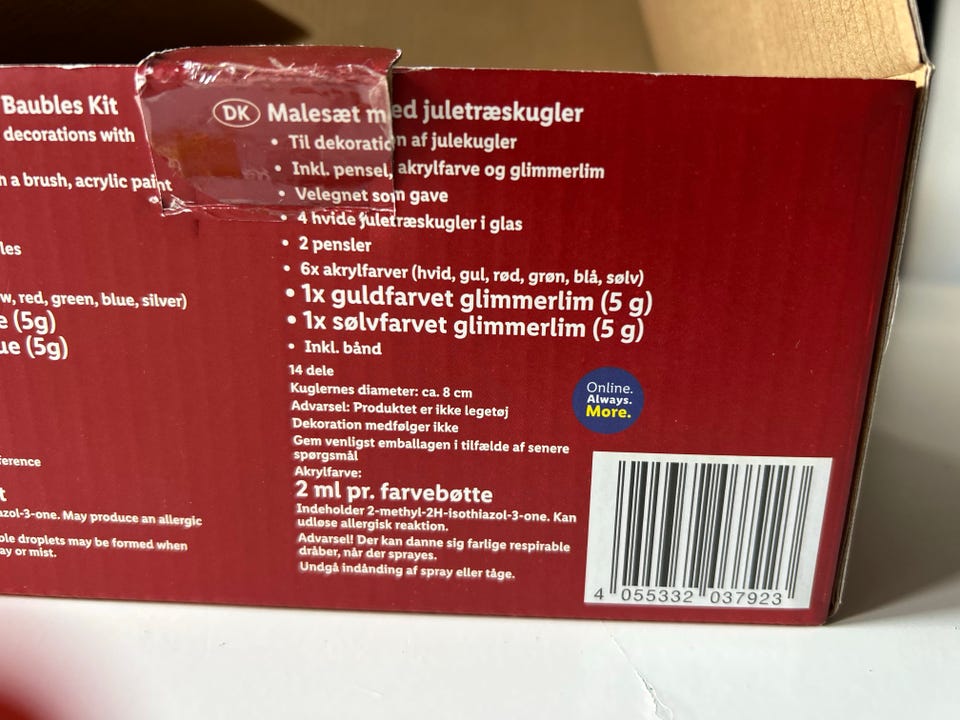 Baubles Kit
decorations with
h a brush, acrylic paint
les
w, red, green, blue, silver)
e (5g)
ue (5g)
ference
t
azol-3-one. May produce an allergic
ble droplets may be formed when
ay or mist.
DK Malesæt med juletræskugler
• Til dekoration af julekugler
• Inkl. pensel, akrylfarve og glimmerlim
• Velegnet som gave
• 4 hvide juletræskugler i glas
• 2 pensler
• 6x akrylfarver (hvid, gul, rød, grøn, blå, sølv)
• 1x guldfarvet glimmerlim (5 g)
• 1x sølvfarvet glimmerlim (5 g)
• Inkl. bånd
14 dele
Kuglernes diameter: ca. 8 cm
Advarsel: Produktet er ikke legetøj
Dekoration medfølger ikke
Gem venligst emballagen i tilfælde af senere
spørgsmål
Akrylfarve:
2 ml pr. farvebøtte
Indeholder 2-methyl-2H-isothiazol-3-one. Kan
udløse allergisk reaktion.
Advarsel! Der kan danne sig farlige respirable
dråber, når der sprayes.
Undgå indånding af spray eller tåge.
Online.
Always.
More.
4 055332 037923